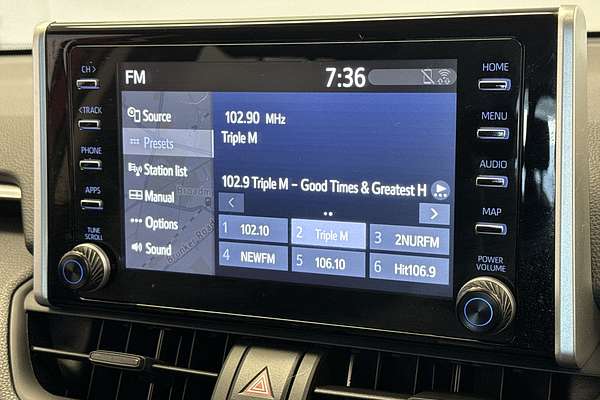 CH >
< TRACK
PHONE
APPS
TUNE
SCROLL
FM
7:36
Source
Presets
Station list
Manual
Options
Sound
102.90 MHz
Triple M
102.9 Triple M - Good Times & Greatest H
1 102.10
2 Triple M
3 2NURFM
4 NEWFM
5 106.10
6 Hit106.9
HOME
MENU
AUDIO
MAP
POWER
VOLUME